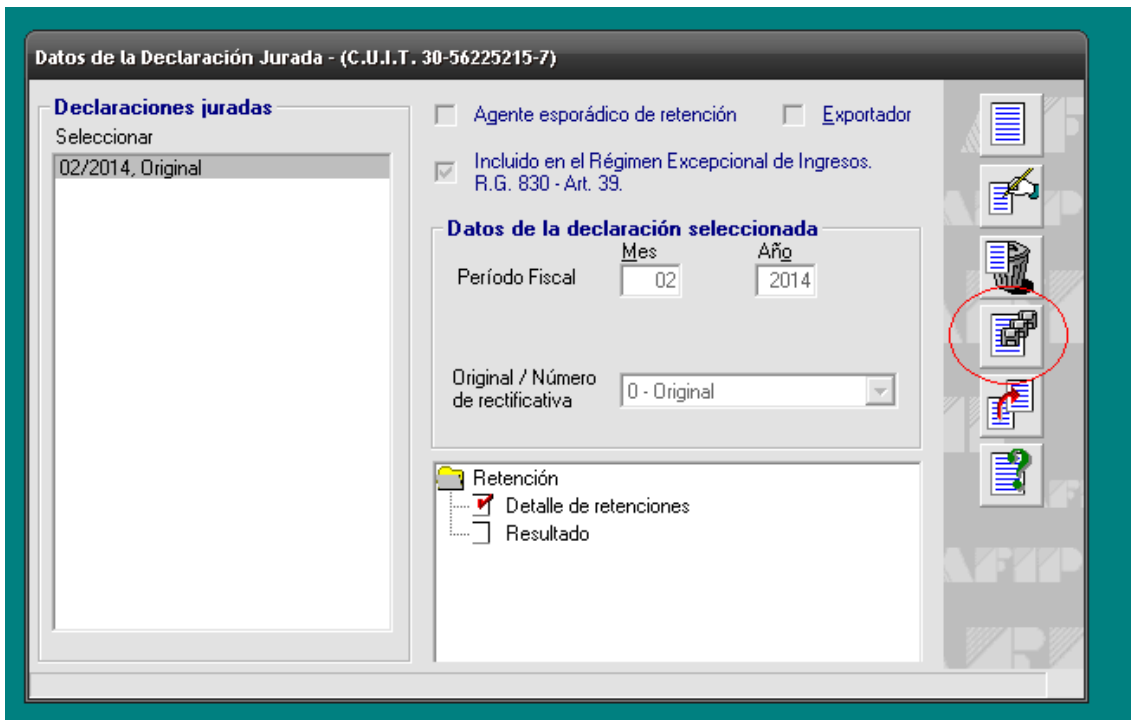 Datos de la Declaración Jurada - (C.U.I.T. 30-56225215-7)
Declaraciones juradas
Seleccionar
02/2014, Original
Agente esporádico de retención
Exportador
Incluido en el Régimen Excepcional de Ingresos.
R.G. 830 - Art. 39.
Datos de la declaración seleccionada
Mes
Año
Período Fiscal
02
2014
Original / Número
de rectificativa
0 - Original
Retención
Detalle de retenciones
Resultado
AFIP